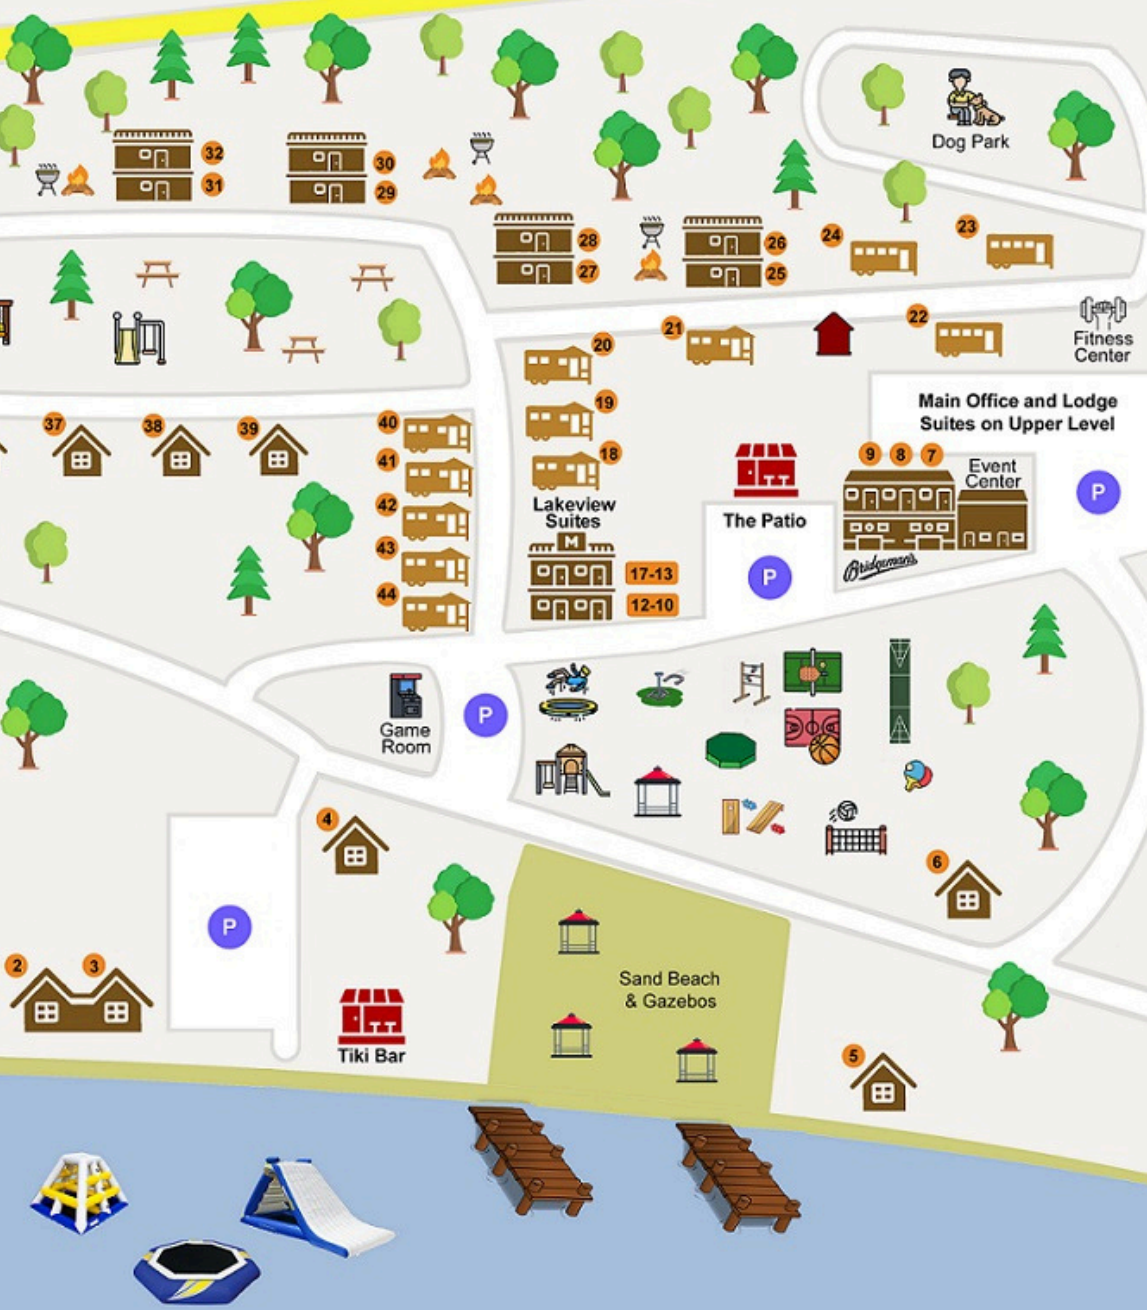 Dog Park
32
31
30
29
28
27
26
25
24
23
22
21
20
19
18
Fitness
Center
Main Office and Lodge
Suites on Upper Level
37
38
39
40
41
42
43
44
9 8 7
Event
Center
Lakeview
Suites
M
17-13
12-10
The Patio
P
P
Bridgeman's
Game
Room
P
4
6
P
2
3
Sand Beach
& Gazebos
Tiki Bar
5